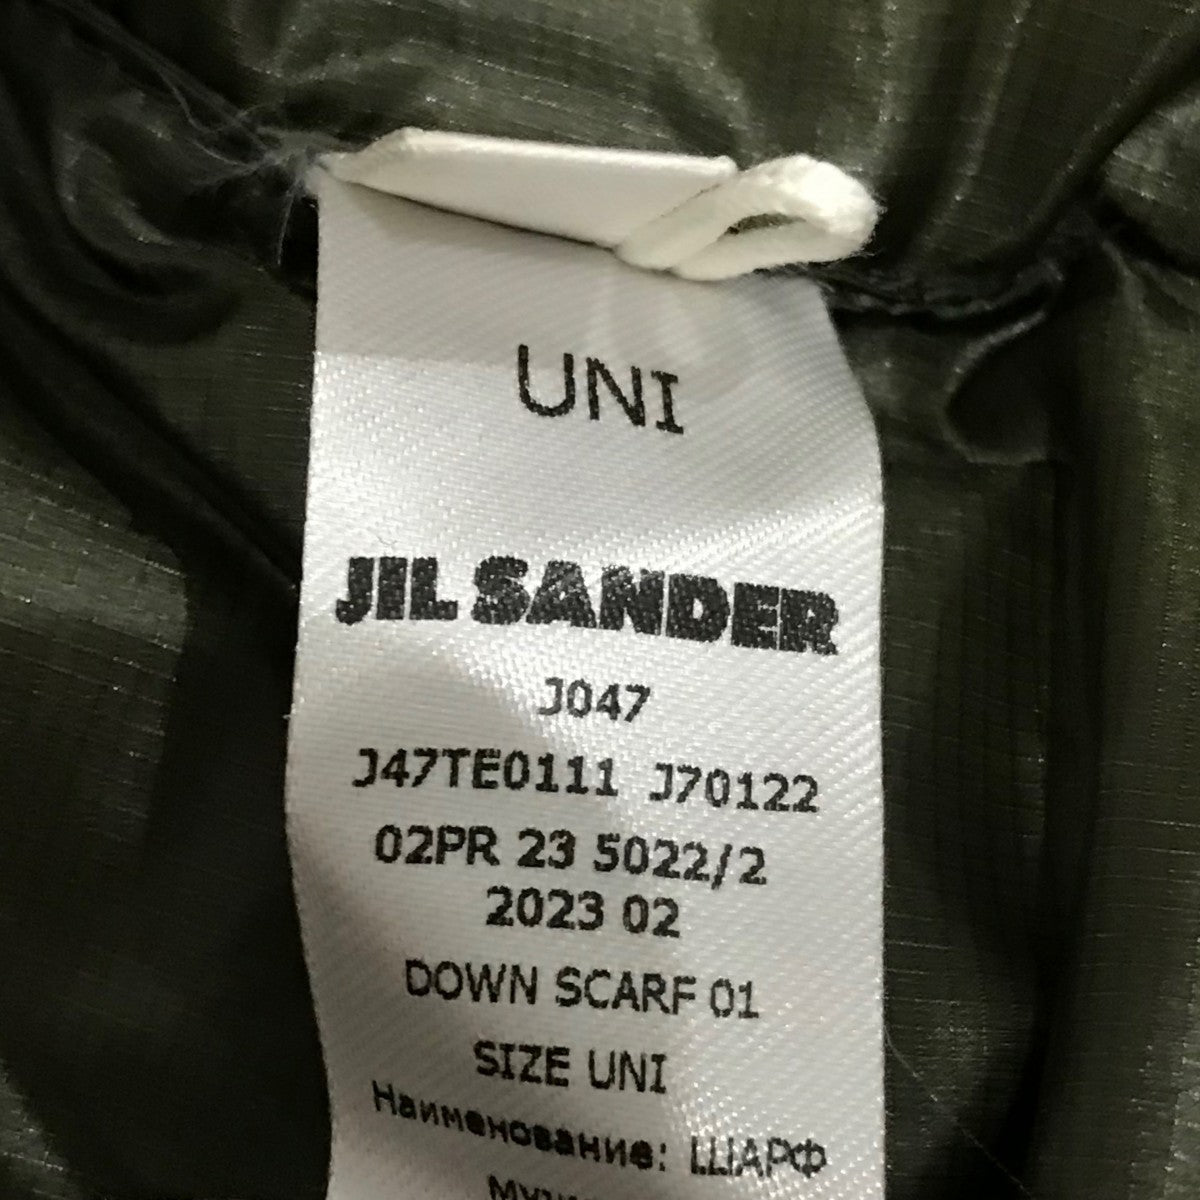 UNI
JIL SANDER
J047
J47TE0111 J70122
02PR 23 5022/2
2023 02
DOWN SCARF 01
SIZE UNI
Наименование: ШАРФ